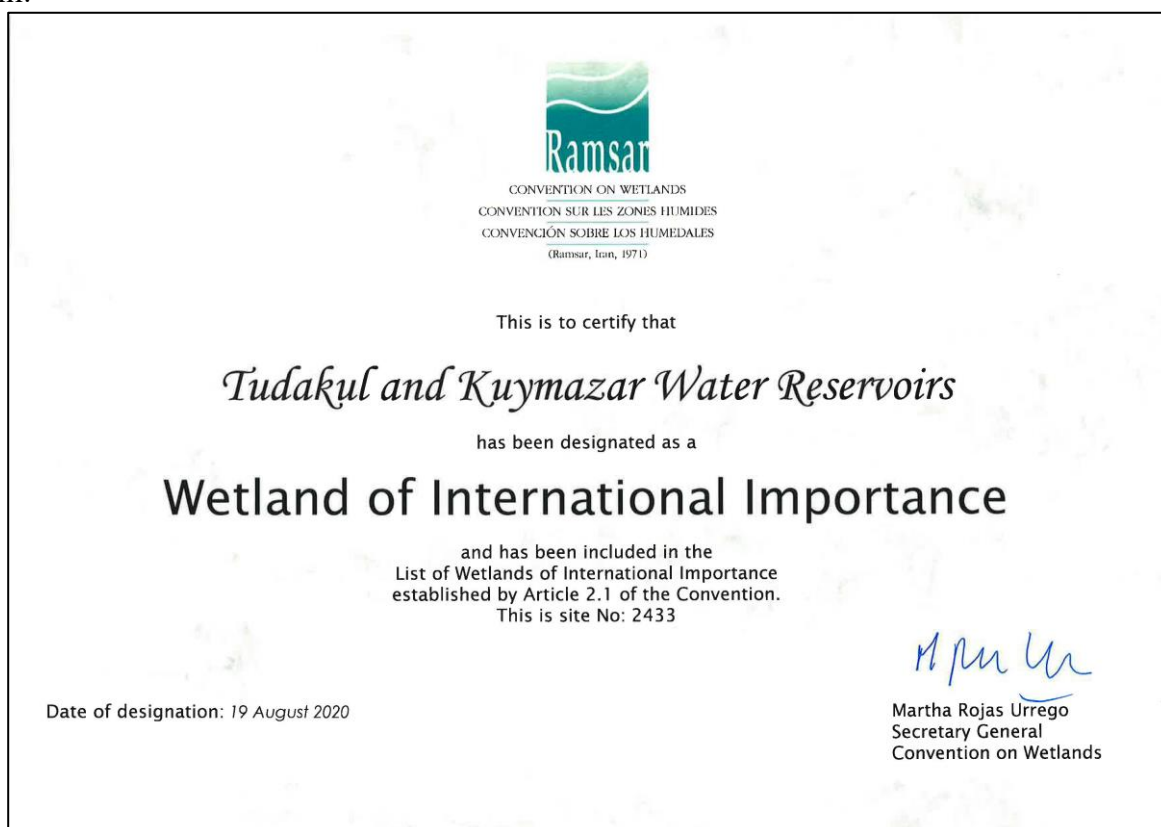 Ramsar
CONVENTION ON WETLANDS
CONVENTION SUR LES ZONES HUMIDES
CONVENCIÓN SOBRE LOS HUMEDALES
(Ramsar, Iran, 1971)
This is to certify that
Tudakul and Kuymazar Water Reservoirs
has been designated as a
Wetland of International Importance
and has been included in the
List of Wetlands of International Importance
established by Article 2.1 of the Convention.
This is site No: 2433
Date of designation: 19 August 2020
Martha Rojas Urrego
Secretary General
Convention on Wetlands